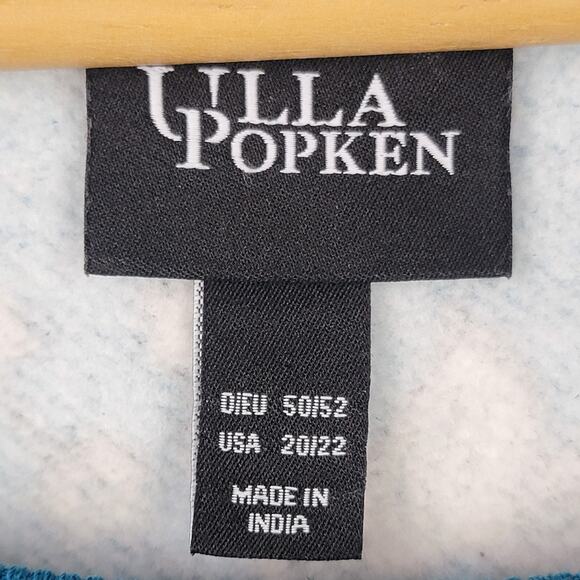 ULLA
POPKEN
D/EU 50/52
USA 20/22
MADE IN
INDIA